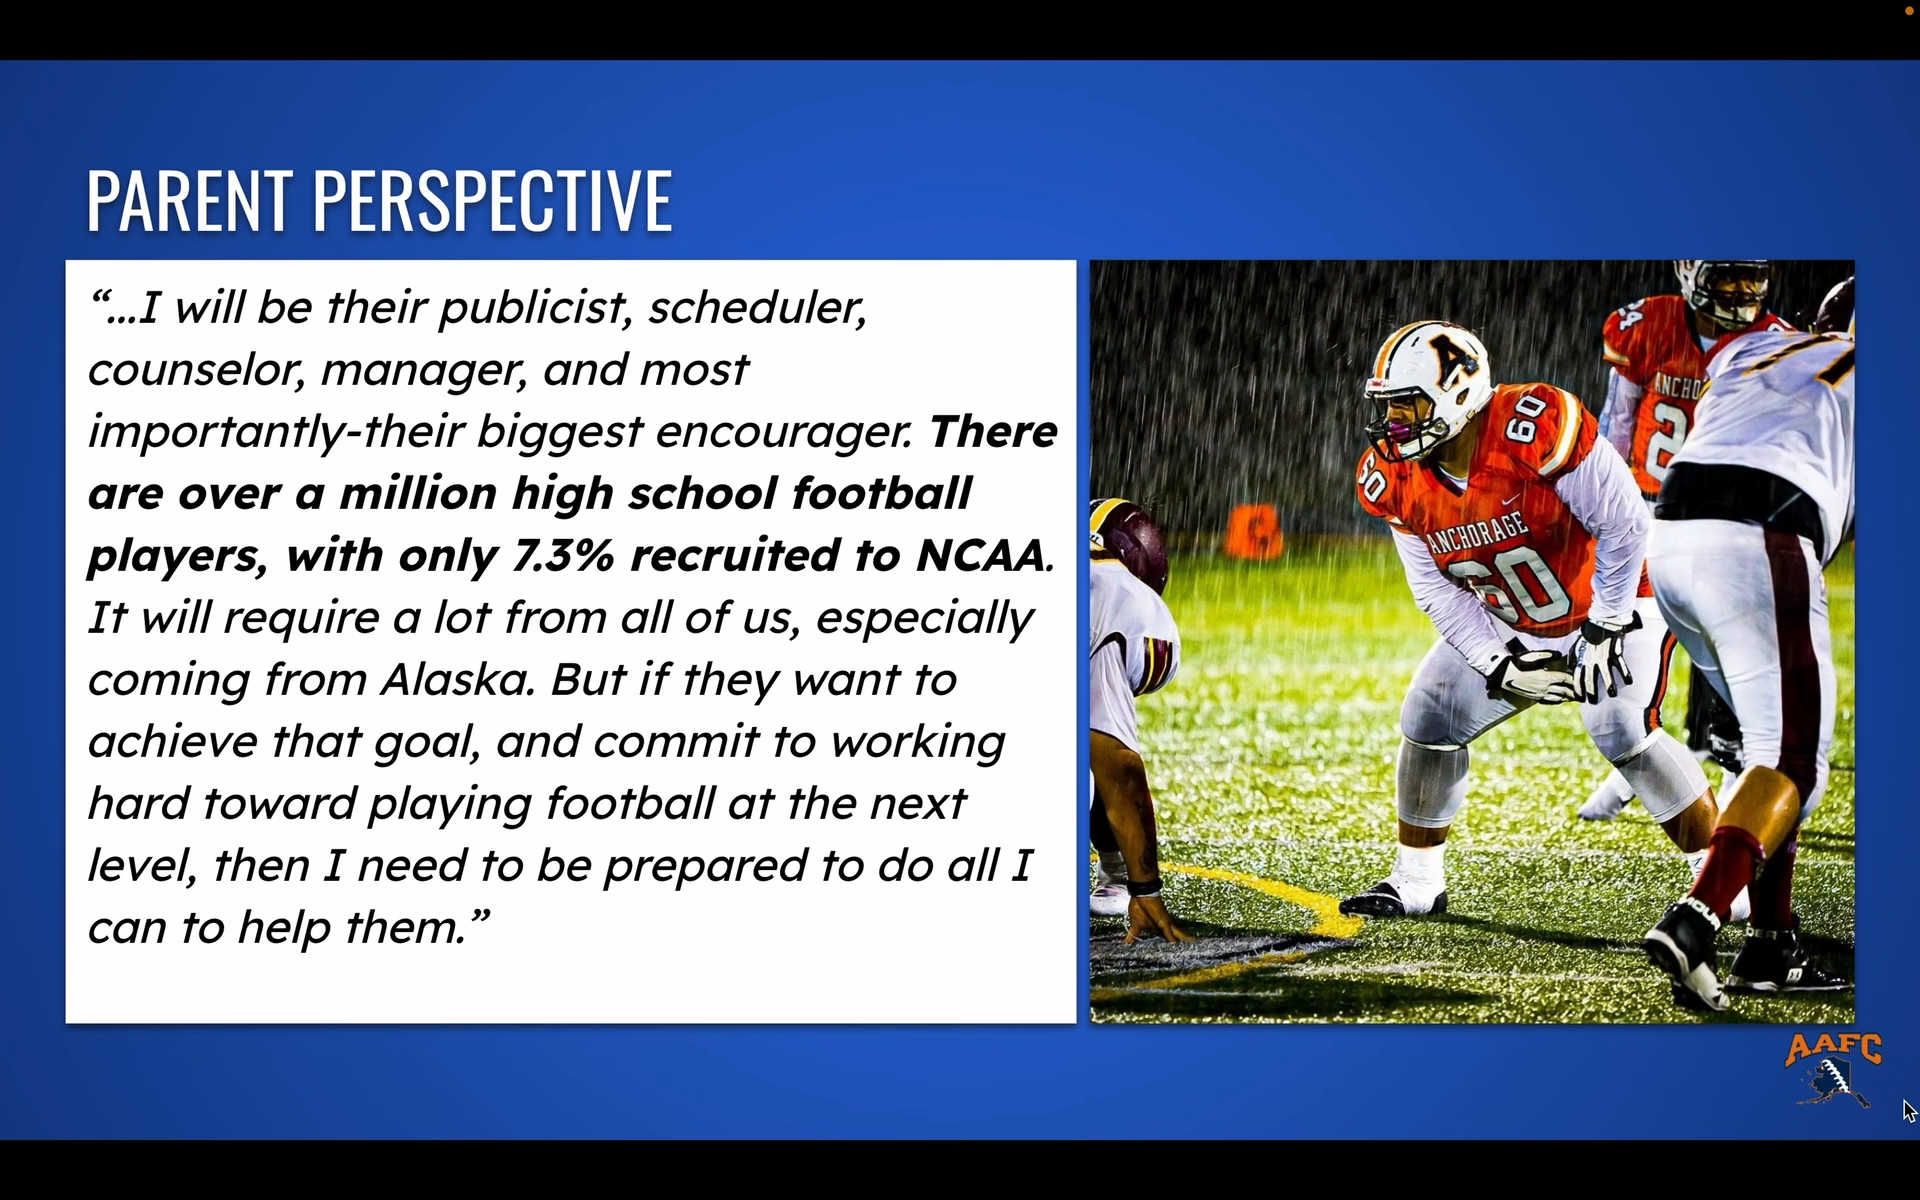 PARENT PERSPECTIVE
“...I will be their publicist, scheduler,
counselor, manager, and most
importantly-their biggest encourager. There
are over a million high school football
players, with only 7.3% recruited to NCAA.
It will require a lot from all of us, especially
coming from Alaska. But if they want to
achieve that goal, and commit to working
hard toward playing football at the next
level, then I need to be prepared to do all I
can to help them.”
A
60
60
ANCHORAGE
60
24
ANCHO
2
AAFC